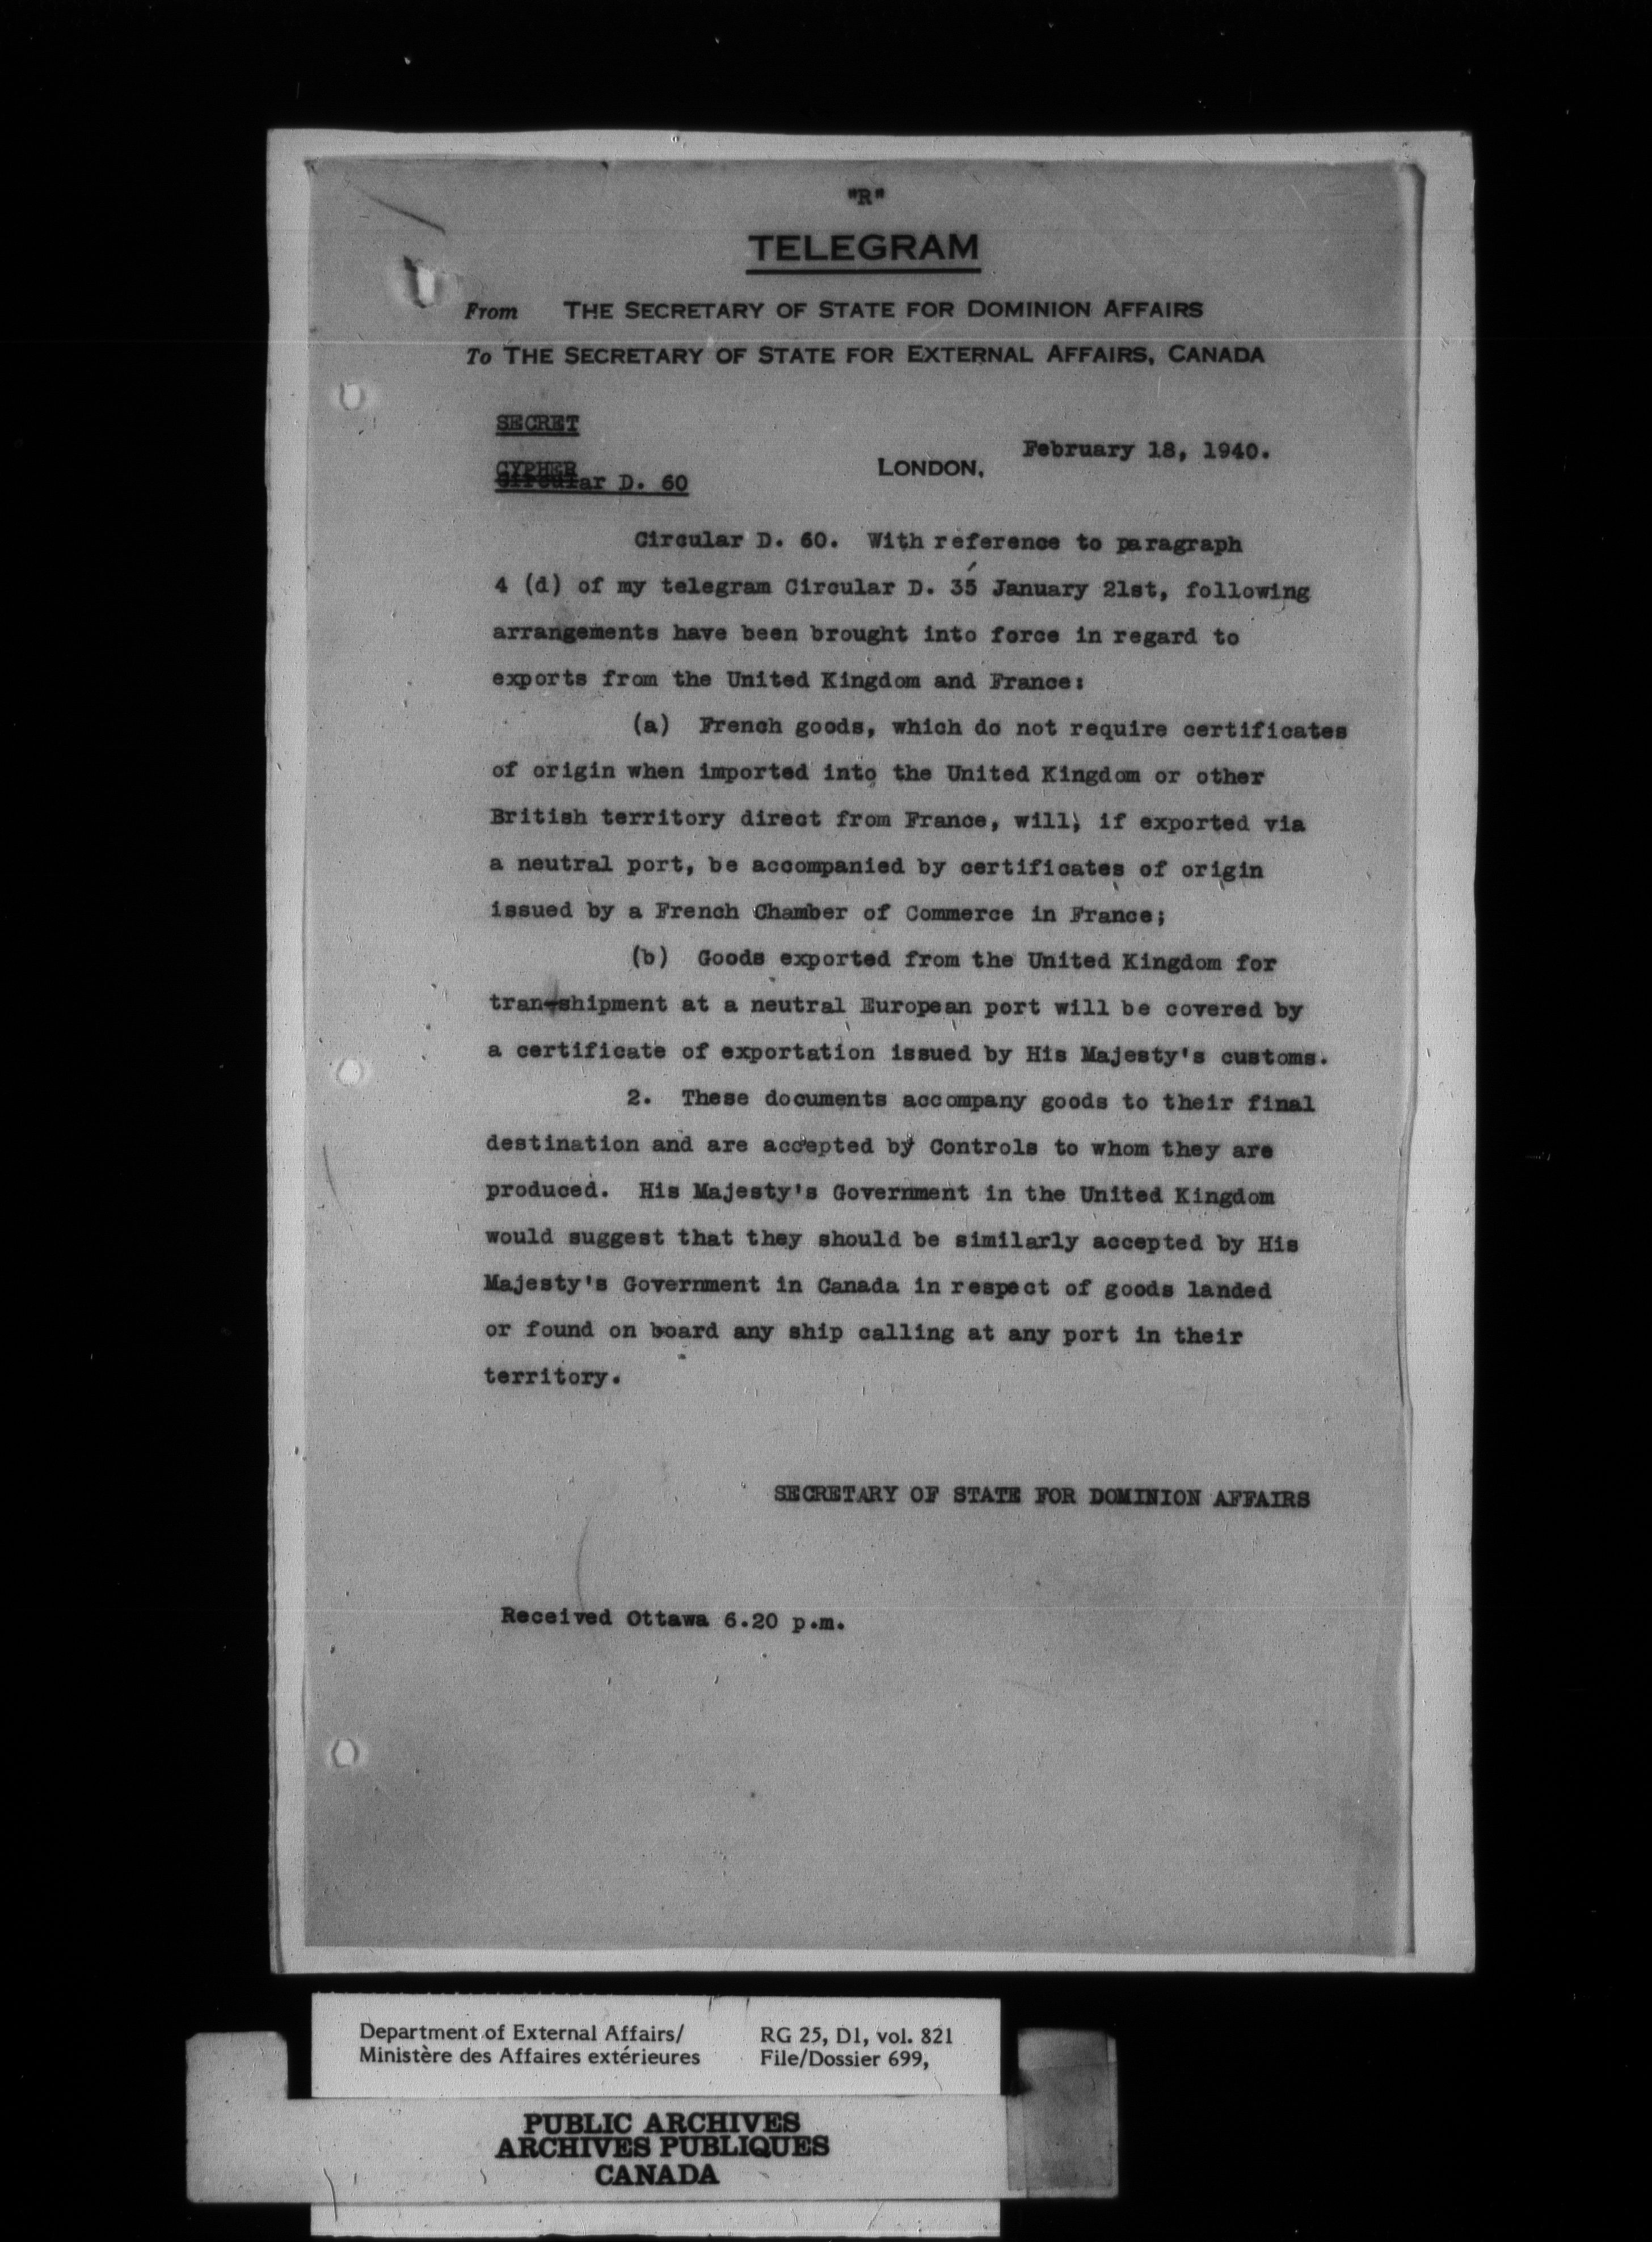 "R"
TELEGRAM
From THE SECRETARY OF STATE FOR DOMINION AFFAIRS
To THE SECRETARY OF STATE FOR EXTERNAL AFFAIRS, CANADA
SECRET
February 18, 1940.
CYPHER LONDON,
Circular D. 60
Circular D. 60. With reference to paragraph
4 (d) of my telegram Circular D. 35 January 21st, following
arrangements have been brought into force in regard to
exports from the United Kingdom and France:
(a) French goods, which do not require certificates
of origin when imported into the United Kingdom or other
British territory direct from France, will, if exported via
a neutral port, be accompanied by certificates of origin
issued by a French Chamber of Commerce in France;
(b) Goods exported from the United Kingdom for
tran-shipment at a neutral European port will be covered by
a certificate of exportation issued by His Majesty's customs.
2. These documents accompany goods to their final
destination and are accepted by Controls to whom they are
produced. His Majesty's Government in the United Kingdom
would suggest that they should be similarly accepted by His
Majesty's Government in Canada in respect of goods landed
or found on board any ship calling at any port in their
territory.
SECRETARY OF STATE FOR DOMINION AFFAIRS
Received Ottawa 6.20 p.m.
Department of External Affairs/ RG 25, D1, vol. 821
Ministère des Affaires extérieures File/Dossier 699,
PUBLIC ARCHIVES
ARCHIVES PUBLIQUES
CANADA